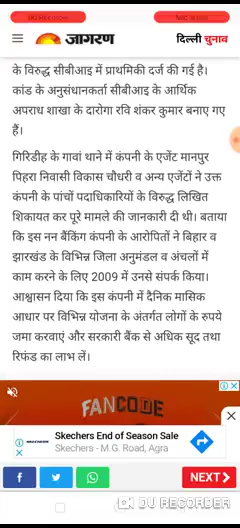 जागरण
दिल्ली चुनाव
के विरुद्ध सीबीआइ में प्राथमिकी दर्ज की गई है।
कांड के अनुसंधानकर्ता सीबीआइ के आर्थिक
अपराध शाखा के दारोगा रवि शंकर कुमार बनाए गए
हैं।
गिरिडीह के गावां थाने में कंपनी के एजेंट मानपुर
पिहरा निवासी विकास चौधरी व अन्य एजेंटों ने उक्त
कंपनी के पांचों पदाधिकारियों के विरुद्ध लिखित
शिकायत कर पूरे मामले की जानकारी दी थी। बताया
कि इस नन बैंकिंग कंपनी के आरोपितों ने बिहार व
झारखंड के विभिन्न जिला अनुमंडल व अंचलों में
काम करने के लिए 2009 में उनसे संपर्क किया।
आश्वासन दिया कि इस कंपनी में दैनिक मासिक
आधार पर विभिन्न योजना के अंतर्गत लोगों के रुपये
जमा करवाएं और सरकारी बैंक से अधिक सूद तथा
रिफंड का लाभ लें।
FANCODE
Skechers End of Season Sale
Skechers - M.G. Road, Agra
NEXT
DU RECORDER